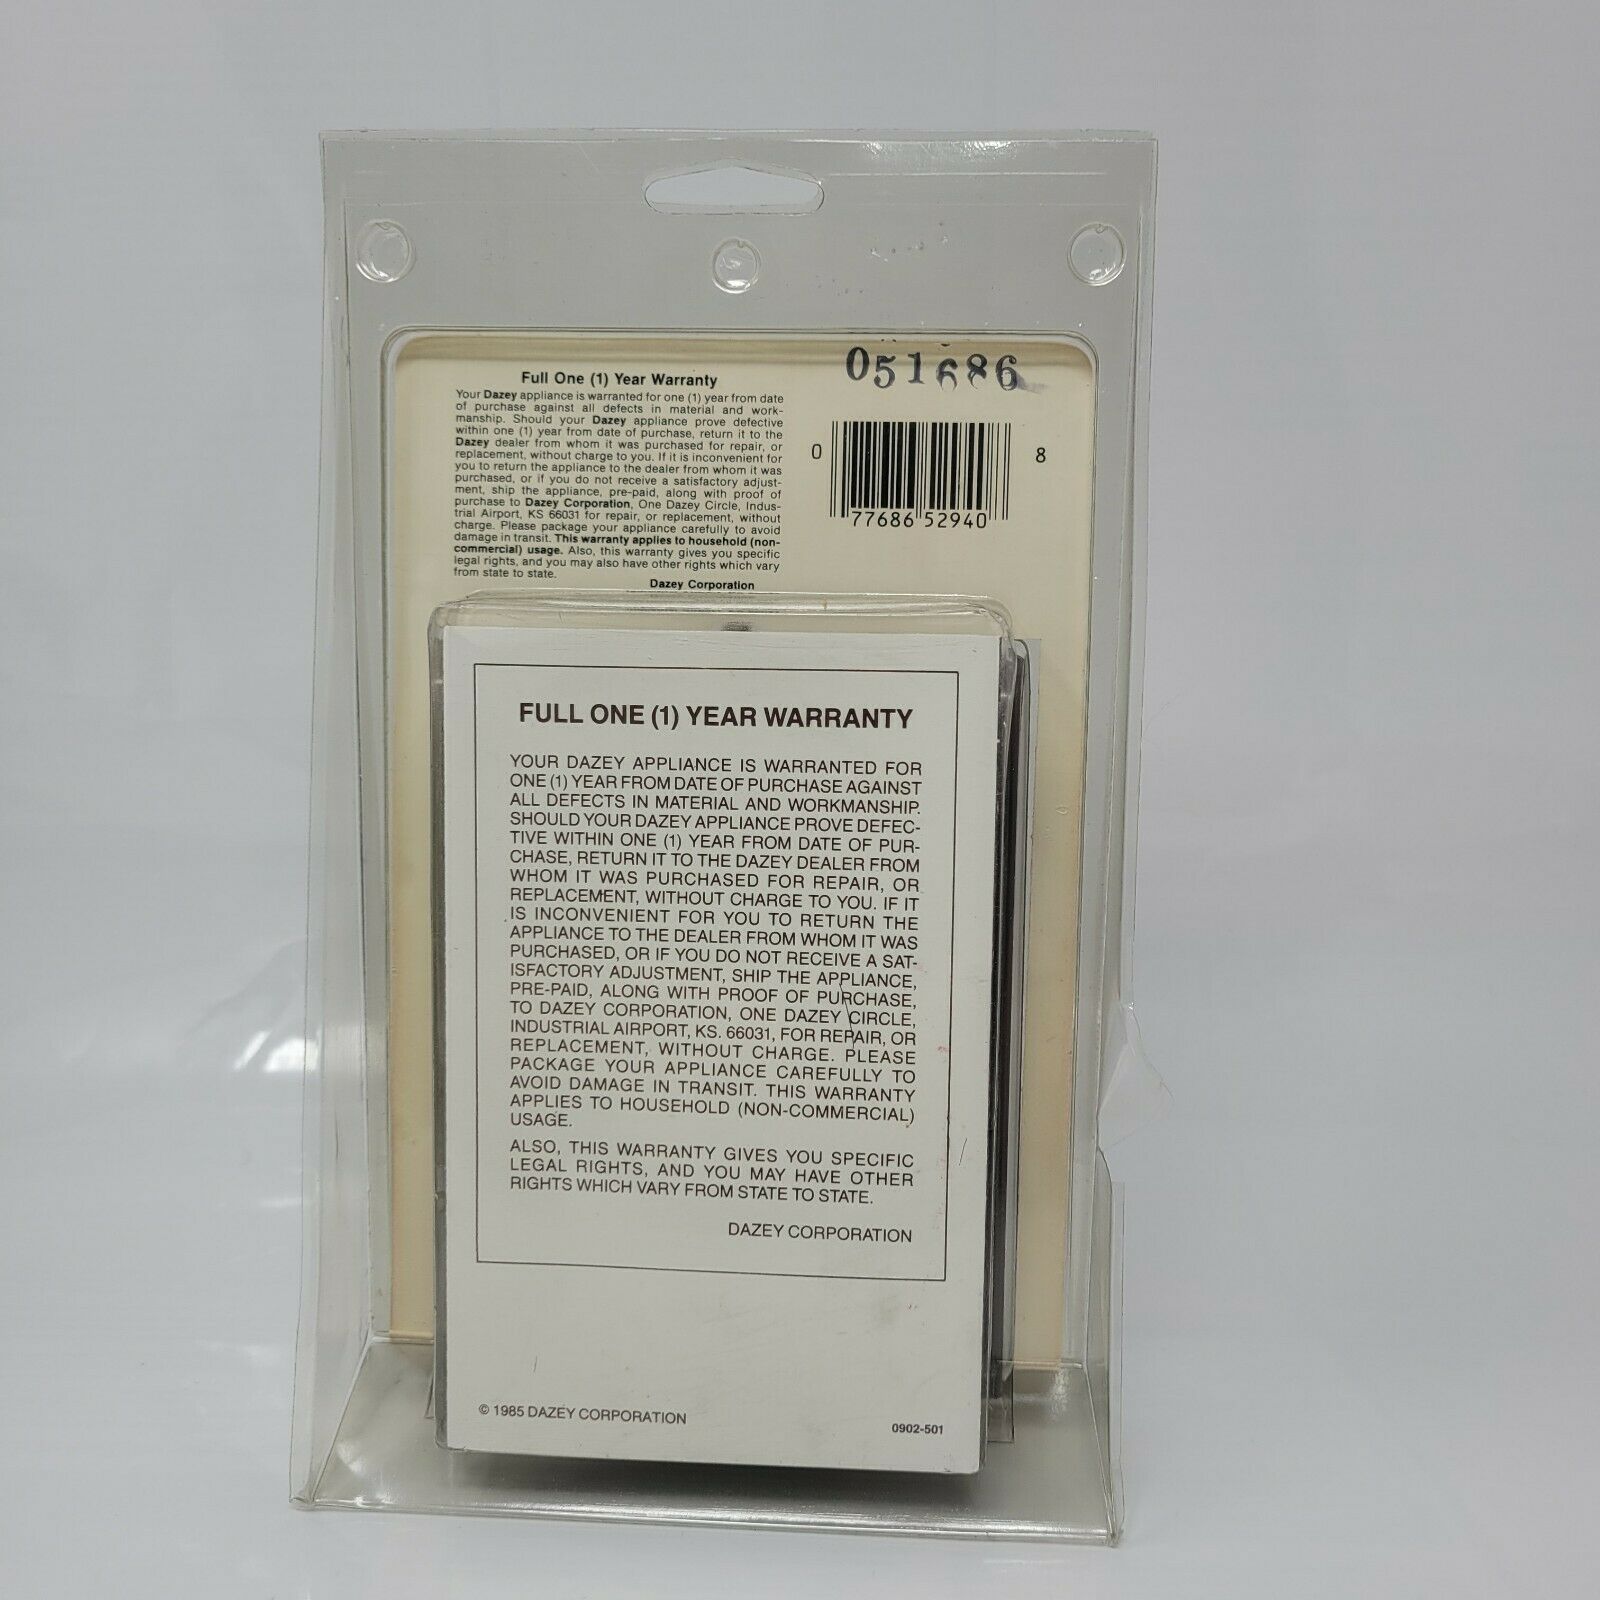 Full One (1) Year Warranty
Your Dazey appliance is warranted for one (1) year from date
of purchase against all defects in material and work-
manship. Should your Dazey appliance prove defective
within one (1) year from date of purchase, return it to the
Dazey dealer from whom it was purchased for repair, or
replacement, without charge to you. If it is inconvenient for
you to return the appliance to the dealer from whom it was
purchased, or if you do not receive a satisfactory adjust-
ment, ship the appliance, pre-paid, along with proof of
purchase to Dazey Corporation, One Dazey Circle, Indus-
trial Airport, KS 66031 for repair, or replacement, without
charge. Please package your appliance carefully to avoid
damage in transit. This warranty applies to household (non-
commercial) usage. Also, this warranty gives you specific
legal rights, and you may also have other rights which vary
from state to state.
Dazey Corporation
051686
0 77686 52940 8
FULL ONE (1) YEAR WARRANTY
YOUR DAZEY APPLIANCE IS WARRANTED FOR
ONE (1) YEAR FROM DATE OF PURCHASE AGAINST
ALL DEFECTS IN MATERIAL AND WORKMANSHIP.
SHOULD YOUR DAZEY APPLIANCE PROVE DEFEC-
TIVE WITHIN ONE (1) YEAR FROM DATE OF PUR-
CHASE, RETURN IT TO THE DAZEY DEALER FROM
WHOM IT WAS PURCHASED FOR REPAIR, OR
REPLACEMENT, WITHOUT CHARGE TO YOU. IF IT
IS INCONVENIENT FOR YOU TO RETURN THE
APPLIANCE TO THE DEALER FROM WHOM IT WAS
PURCHASED, OR IF YOU DO NOT RECEIVE A SAT-
ISFACTORY ADJUSTMENT, SHIP THE APPLIANCE,
PRE-PAID, ALONG WITH PROOF OF PURCHASE,
TO DAZEY CORPORATION, ONE DAZEY CIRCLE,
INDUSTRIAL AIRPORT, KS. 66031, FOR REPAIR, OR
REPLACEMENT, WITHOUT CHARGE. PLEASE
PACKAGE YOUR APPLIANCE CAREFULLY TO
AVOID DAMAGE IN TRANSIT. THIS WARRANTY
APPLIES TO HOUSEHOLD (NON-COMMERCIAL)
USAGE.
ALSO, THIS WARRANTY GIVES YOU SPECIFIC
LEGAL RIGHTS, AND YOU MAY HAVE OTHER
RIGHTS WHICH VARY FROM STATE TO STATE.
DAZEY CORPORATION
© 1985 DAZEY CORPORATION
0902-501